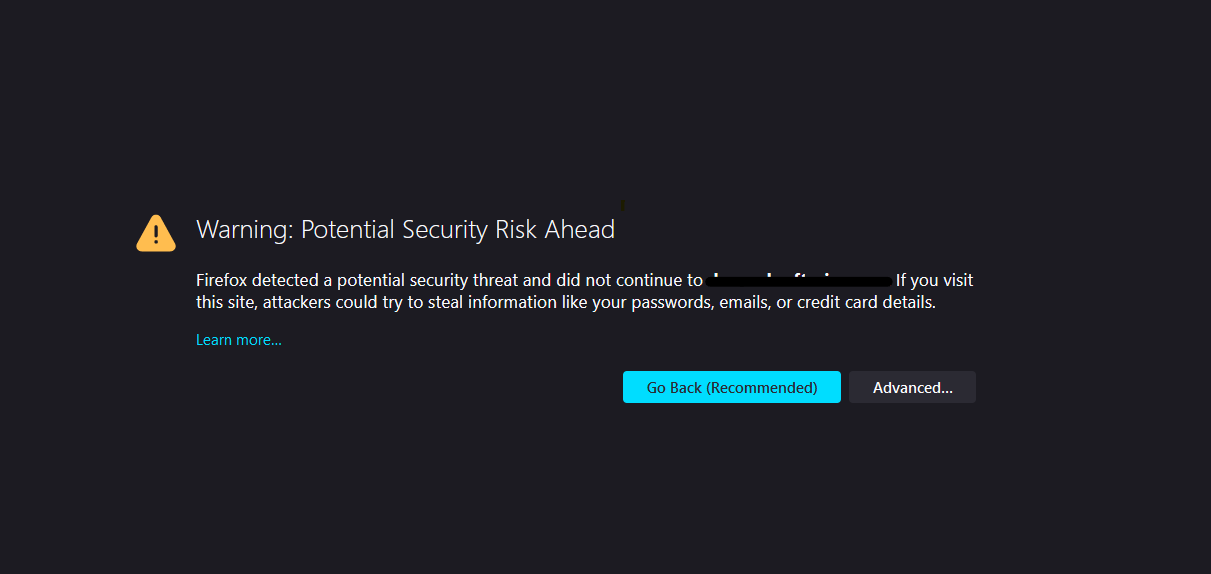 Warning: Potential Security Risk Ahead
Firefox detected a potential security threat and did not continue to If you visit
this site, attackers could try to steal information like your passwords, emails, or credit card details.
Learn more...
Go Back (Recommended) Advanced...